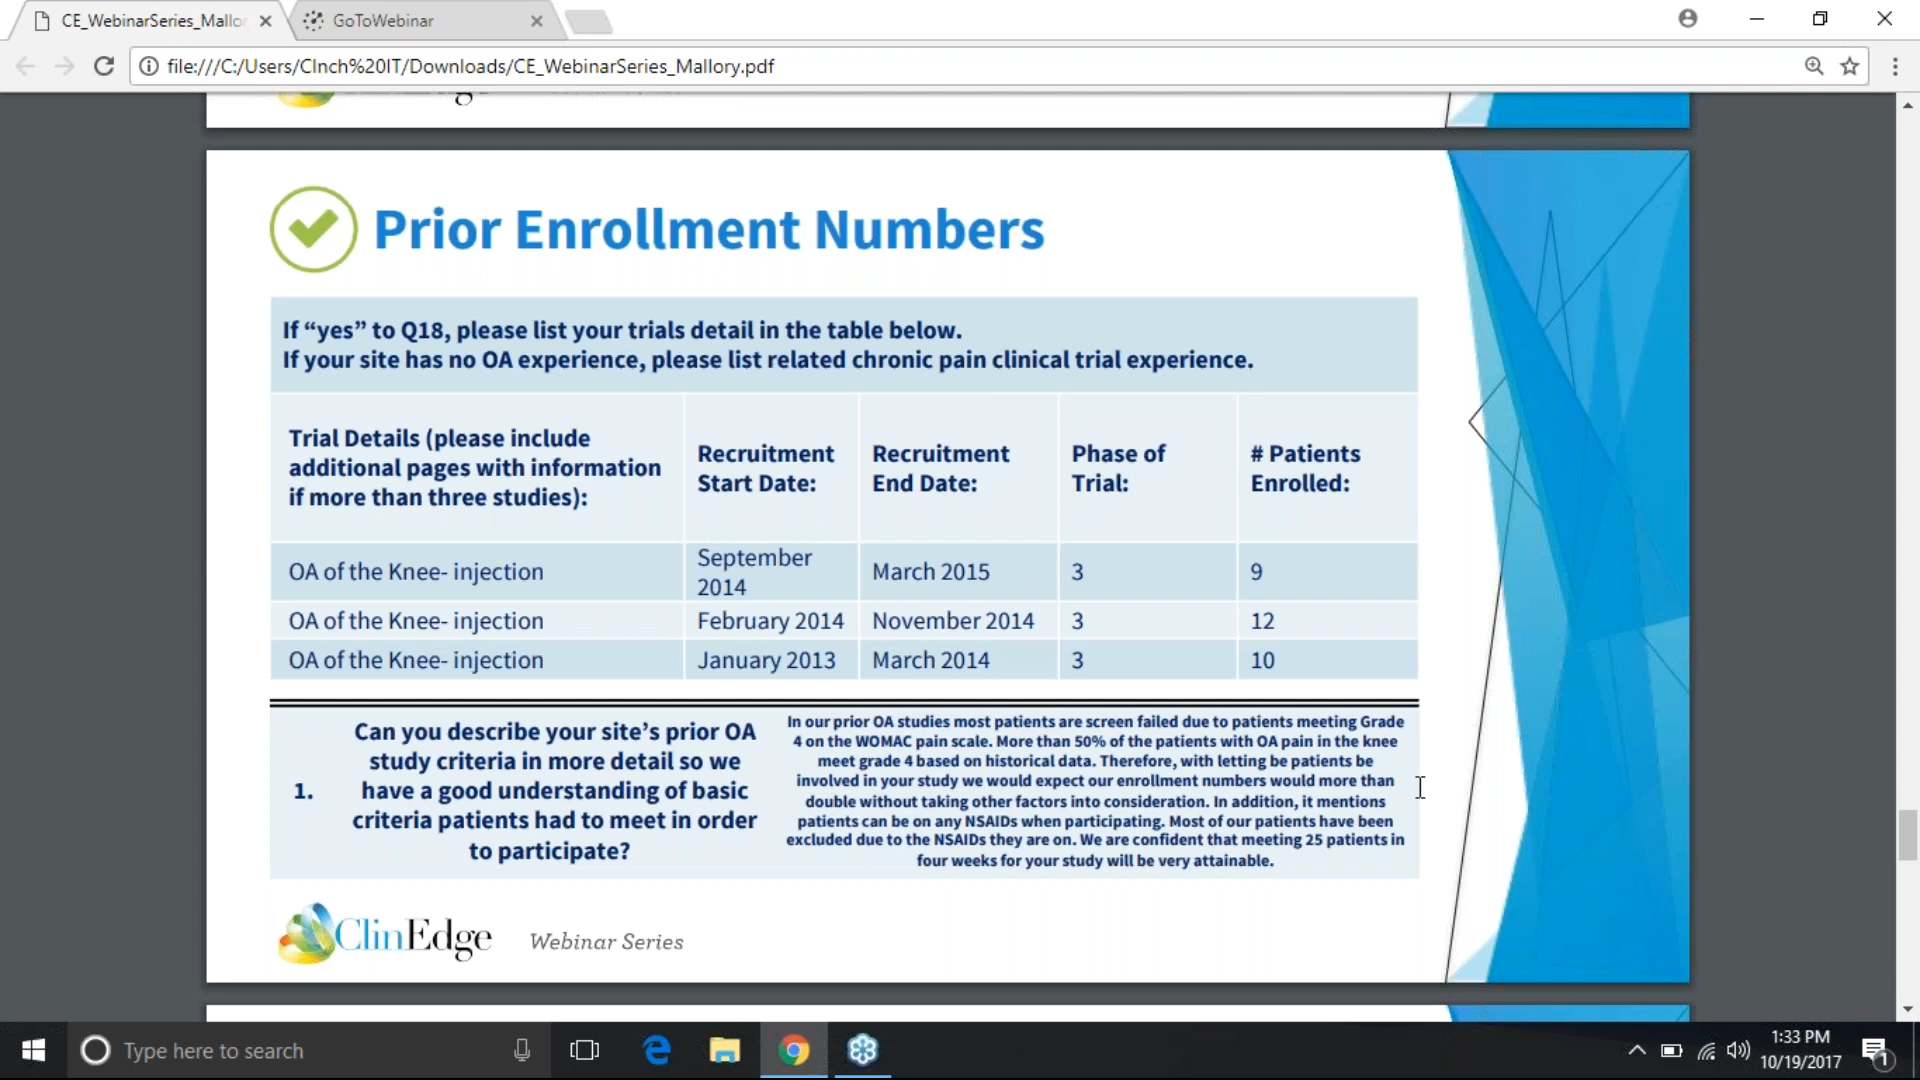 CE_WebinarSeries_Mallor
GoToWebinar
file:///C:/Users/CInch%20IT/Downloads/CE_WebinarSeries_Mallory.pdf
Prior Enrollment Numbers
If “yes” to Q18, please list your trials detail in the table below.
If your site has no OA experience, please list related chronic pain clinical trial experience.
Trial Details (please include
additional pages with information
if more than three studies):
Recruitment
Start Date:
Recruitment
End Date:
Phase of
Trial:
# Patients
Enrolled:
OA of the Knee- injection
September
2014
March 2015
3
9
OA of the Knee- injection
February 2014
November 2014
3
12
OA of the Knee- injection
January 2013
March 2014
3
10
1.
Can you describe your site’s prior OA
study criteria in more detail so we
have a good understanding of basic
criteria patients had to meet in order
to participate?
In our prior OA studies most patients are screen failed due to patients meeting Grade
4 on the WOMAC pain scale. More than 50% of the patients with OA pain in the knee
meet grade 4 based on historical data. Therefore, with letting be patients be
involved in your study we would expect our enrollment numbers would more than
double without taking other factors into consideration. In addition, it mentions
patients can be on any NSAIDs when participating. Most of our patients have been
excluded due to the NSAIDs they are on. We are confident that meeting 25 patients in
four weeks for your study will be very attainable.
ClinEdge
Webinar Series
Type here to search
1:33 PM
10/19/2017
1